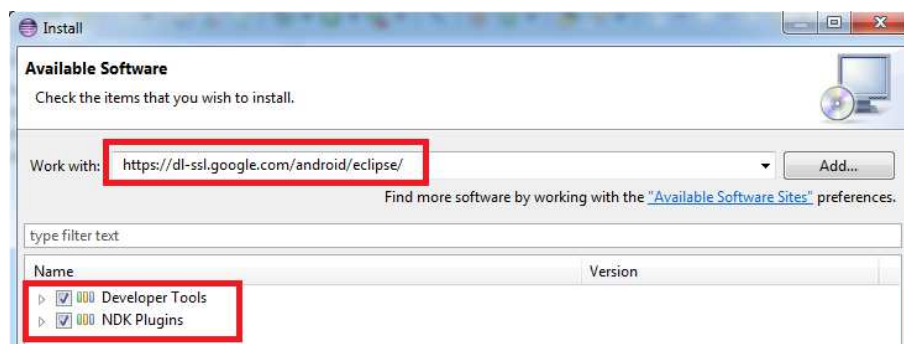 Install
Available Software
Check the items that you wish to install.
Work with: https://dl-ssl.google.com/android/eclipse/ Add...
Find more software by working with the "Available Software Sites" preferences.
type filter text
Name Version
Developer Tools
NDK Plugins